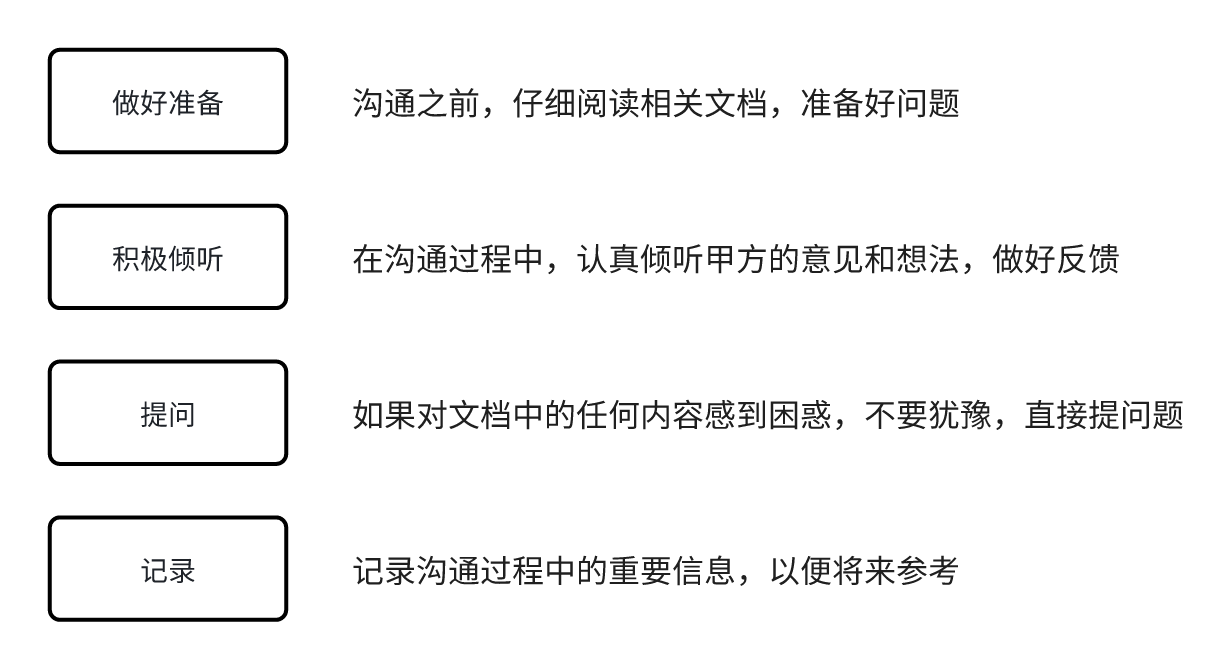 做好准备
沟通之前，仔细阅读相关文档，准备好问题
积极倾听
在沟通过程中，认真倾听甲方的意见和想法，做好反馈
提问
如果对文档中的任何内容感到困惑，不要犹豫，直接提问题
记录
记录沟通过程中的重要信息，以便将来参考